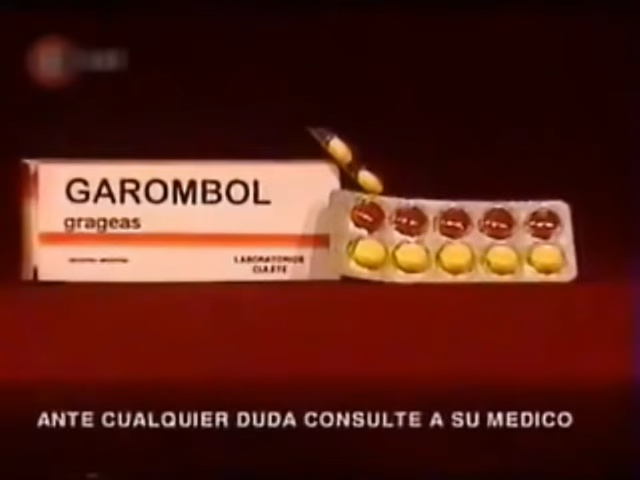 GAROMBOL
grageas
LABORATORIOS
ANTE CUALQUIER DUDA CONSULTE A SU MEDICO